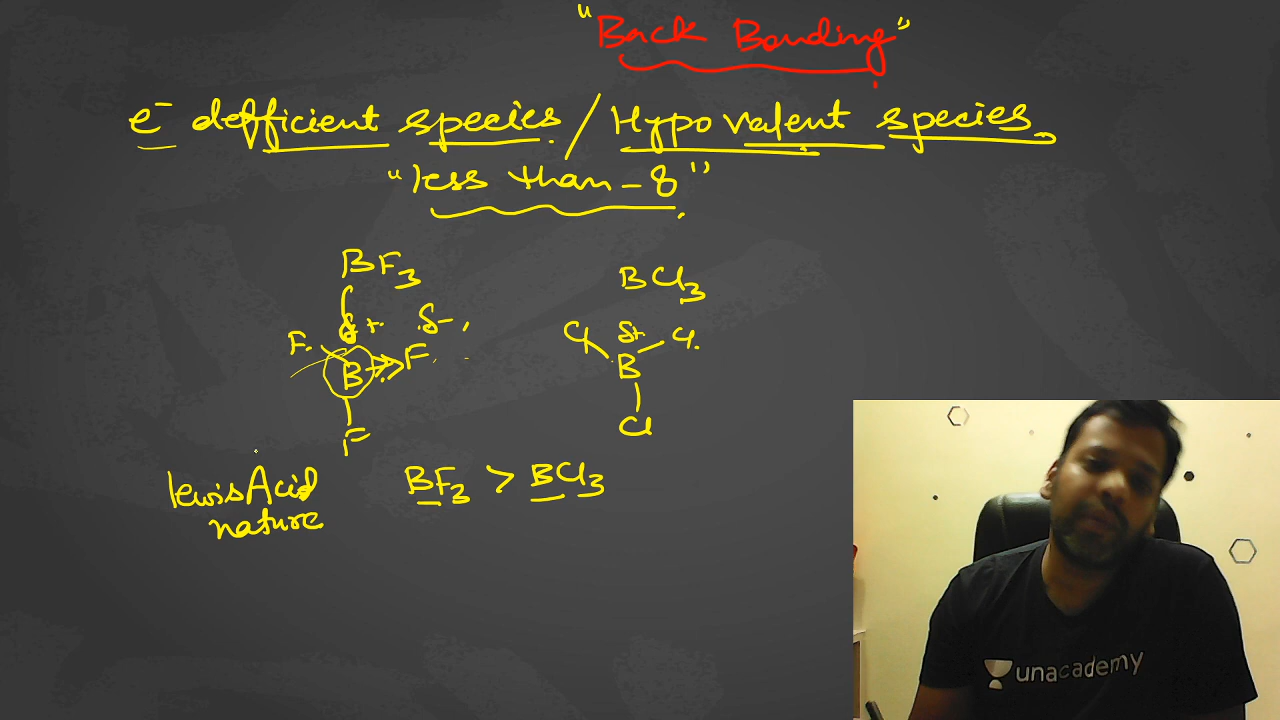 "Back Bonding"
e⁻ defficient species / Hypovalent species
"less than - 8"
BF₃
BCl₃
δ+ δ-
F B F
F
δ+
Cl B Cl
Cl
lewis Acid
nature
BF₃ > BCl₃
unacademy